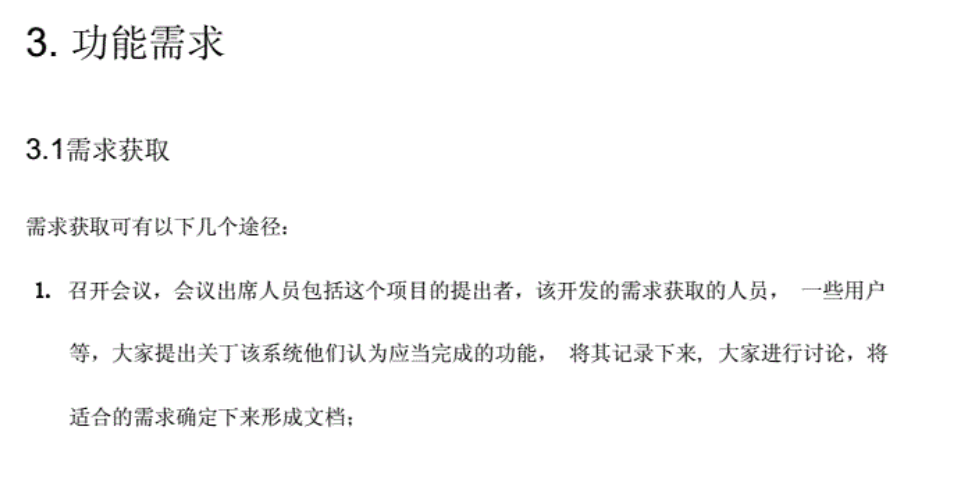 3. 功能需求
3.1需求获取
需求获取可有以下几个途径:
1. 召开会议，会议出席人员包括这个项目的提出者，该开发的需求获取的人员， 一些用户
等，大家提出关丁该系统他们认为应当完成的功能， 将其记录下来, 大家进行讨论，将
适合的需求确定下来形成文档;